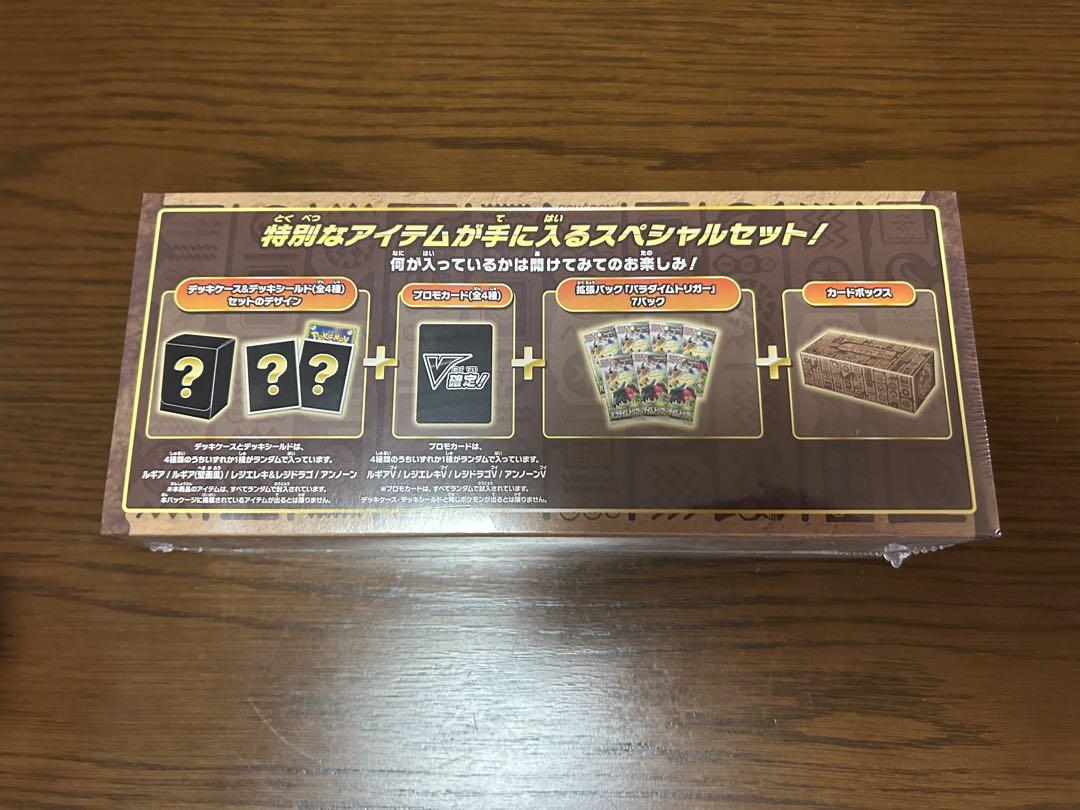 特別なアイテムが手に入るスペシャルセット!
何が入っているかは開けてみてのお楽しみ!
デッキケース&デッキシールド(全4種)
セットのデザイン
プロモカード(全4種)
拡張パック「パラダイムトリガー」
7パック
カードボックス
Pokémon
V確定!
デッキケースとデッキシールドは、
4種類のうちいずれか1種がランダムで入っています。
ルギア/ルギア(壁画風)/レジエレキ&レジドラゴ/アンノーン
※本商品のアイテムは、すべてランダムで封入されています。
本パッケージに掲載されているアイテムが出るとは限りません。
プロモカードは、
4種類のうちいずれか1種がランダムで入っています。
ルギアV/レジエレキV/レジドラゴV/アンノーンV
※プロモカードは、すべてランダムで封入されています。
デッキケース・デッキシールドと同じポケモンが出るとは限りません。